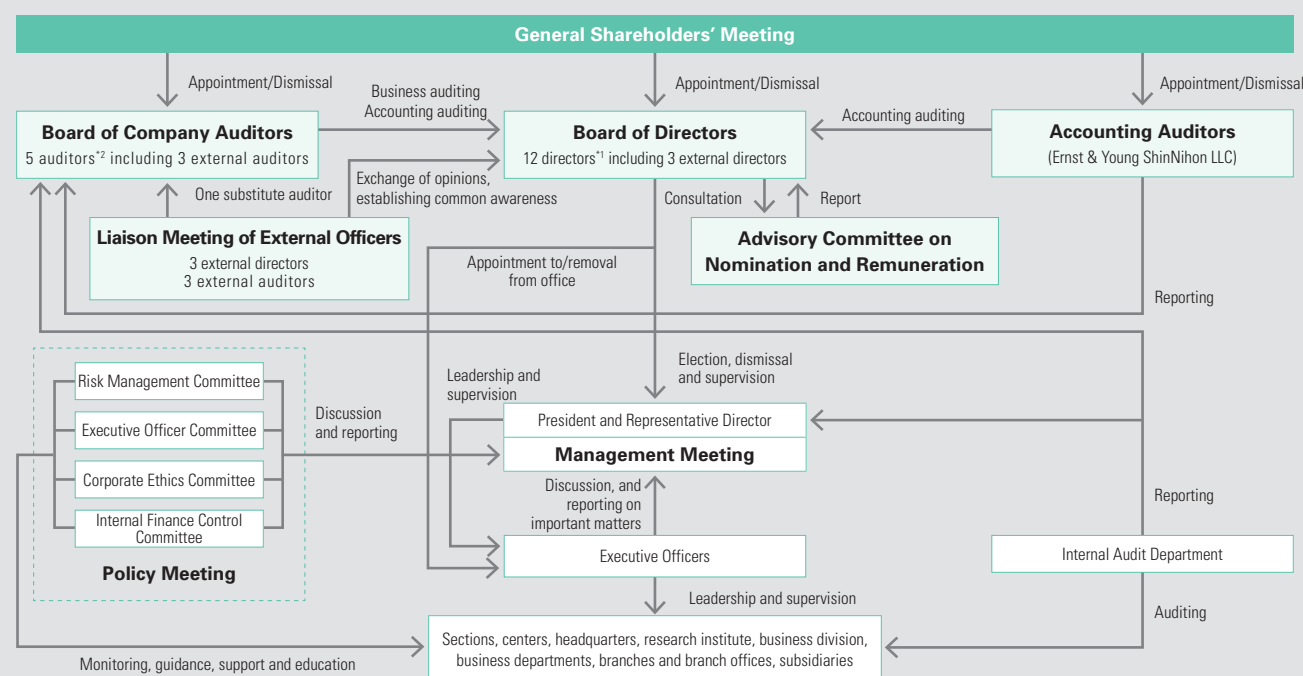 General Shareholders' Meeting
Appointment/Dismissal
Appointment/Dismissal
Appointment/Dismissal
Business auditing
Accounting auditing
Accounting auditing
Board of Company Auditors
5 auditors*2 including 3 external auditors
Board of Directors
12 directors*1 including 3 external directors
Accounting Auditors
(Ernst & Young ShinNihon LLC)
One substitute auditor
Exchange of opinions,
establishing common awareness
Consultation
Report
Liaison Meeting of External Officers
3 external directors
3 external auditors
Advisory Committee on
Nomination and Remuneration
Appointment to/removal
from office
Reporting
Risk Management Committee
Executive Officer Committee
Corporate Ethics Committee
Internal Finance Control
Committee
Policy Meeting
Discussion
and reporting
Leadership and
supervision
Election, dismissal
and supervision
President and Representative Director
Management Meeting
Discussion, and
reporting on
important matters
Reporting
Executive Officers
Internal Audit Department
Leadership and supervision
Auditing
Sections, centers, headquarters, research institute, business division,
business departments, branches and branch offices, subsidiaries
Monitoring, guidance, support and education